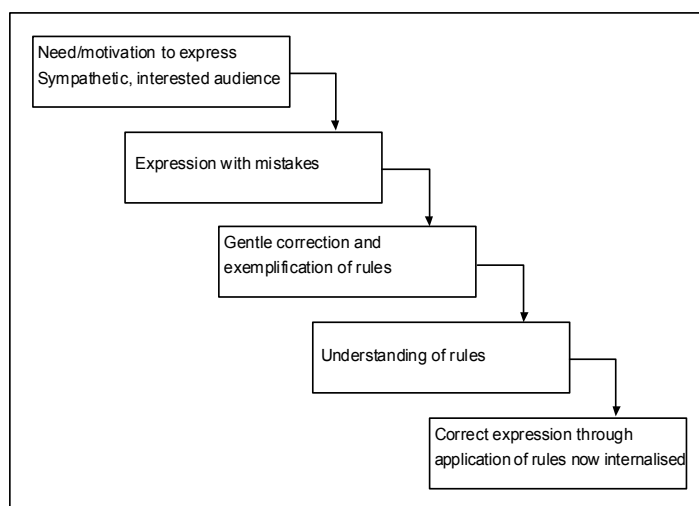 Need/motivation to express
Sympathetic, interested audience
Expression with mistakes
Gentle correction and
exemplification of rules
Understanding of rules
Correct expression through
application of rules now internalised